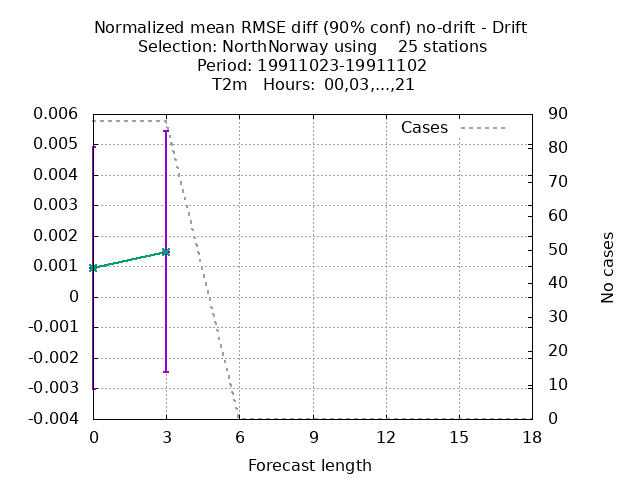 Normalized mean RMSE diff (90% conf) no-drift - Drift
Selection: NorthNorway using    25 stations
Period: 19911023-19911102
T2m   Hours:  00,03,...,21
Cases
0.006
0.005
0.004
0.003
0.002
0.001
0
-0.001
-0.002
-0.003
-0.004
90
80
70
60
50
40
30
20
10
0
No cases
0 3 6 9 12 15 18
Forecast length